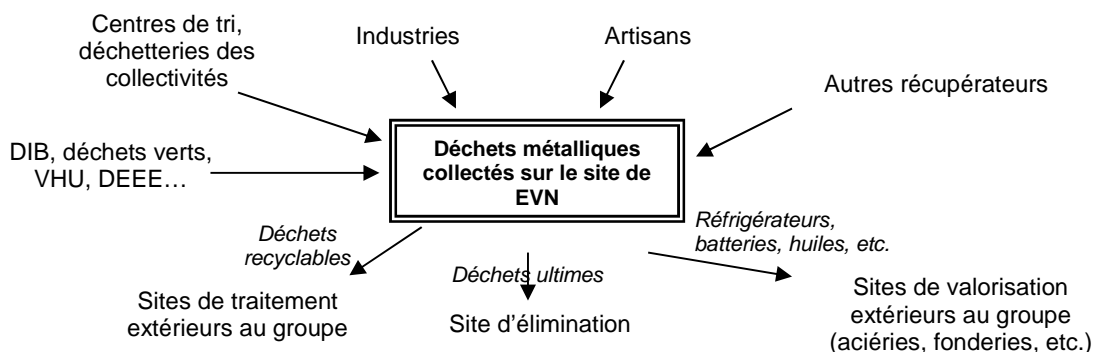 Centres de tri,
déchetteries des
collectivités
Industries
Artisans
Autres récupérateurs
DIB, déchets verts,
VHU, DEEE…
Déchets métalliques
collectés sur le site de
EVN
Déchets
recyclables
Déchets ultimes
Réfrigérateurs,
batteries, huiles, etc.
Sites de traitement
extérieurs au groupe
Site d’élimination
Sites de valorisation
extérieurs au groupe
(aciéries, fonderies, etc.)